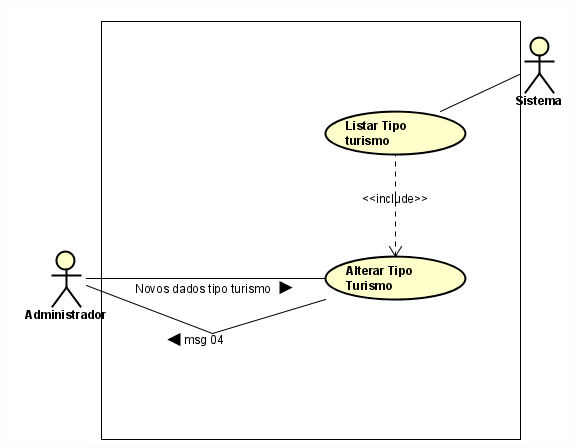 Sistema
Listar Tipo
turismo
<<include>>
Alterar Tipo
Turismo
Novos dados tipo turismo
Administrador
msg 04